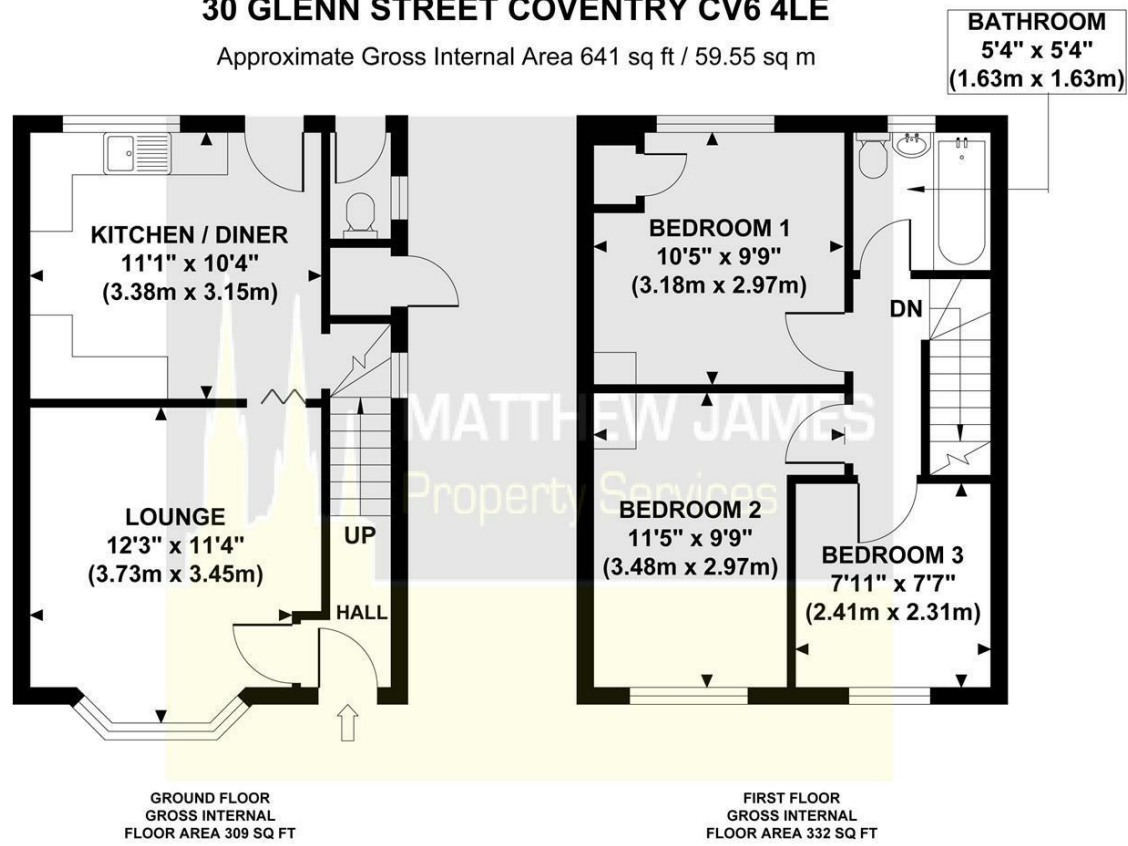 30 GLENN STREET COVENTRY CV6 4LE
Approximate Gross Internal Area 641 sq ft / 59.55 sq m
BATHROOM
5'4" x 5'4"
(1.63m x 1.63m)
KITCHEN / DINER
11'1" x 10'4"
(3.38m x 3.15m)
BEDROOM 1
10'5" x 9'9"
(3.18m x 2.97m)
DN
MATTHEW JAMES
Property Services
LOUNGE
12'3" x 11'4"
(3.73m x 3.45m)
UP
HALL
BEDROOM 2
11'5" x 9'9"
(3.48m x 2.97m)
BEDROOM 3
7'11" x 7'7"
(2.41m x 2.31m)
GROUND FLOOR
GROSS INTERNAL
FLOOR AREA 309 SQ FT
FIRST FLOOR
GROSS INTERNAL
FLOOR AREA 332 SQ FT